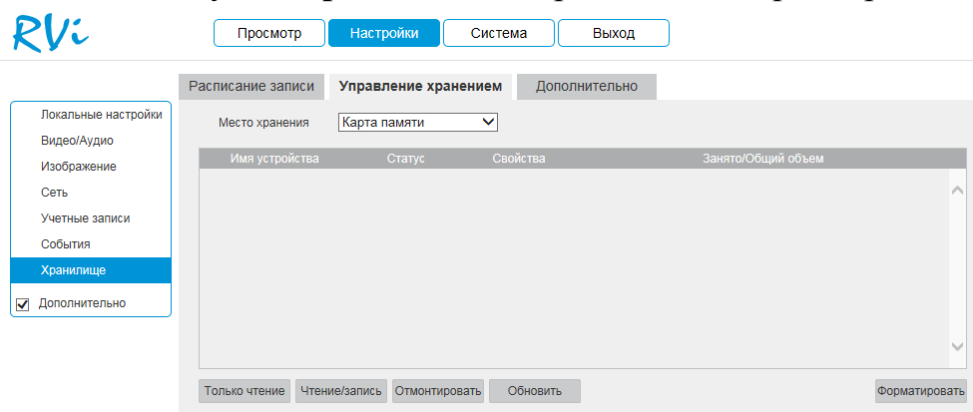 RVi
Просмотр Настройки Система Выход
Расписание записи Управление хранением Дополнительно
Локальные настройки
Видео/Аудио
Изображение
Сеть
Учетные записи
События
Хранилище
Дополнительно
Место хранения Карта памяти
Имя устройства Статус Свойства Занято/Общий объем
Только чтение Чтение/запись Отмонтировать Обновить Форматировать